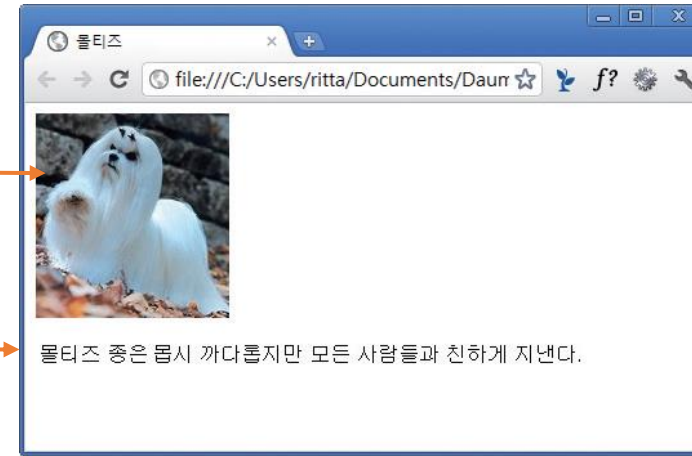 몰티즈
file:///C:/Users/ritta/Documents/Daum
f?
몰티즈 종은 몹시 까다롭지만 모든 사람들과 친하게 지낸다.